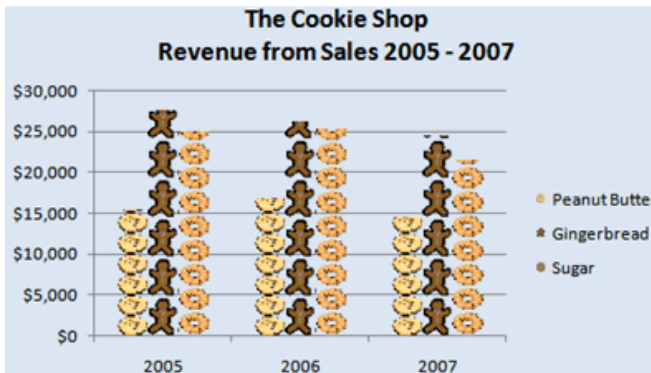 The Cookie Shop
Revenue from Sales 2005 - 2007
$30,000
$25,000
$20,000
$15,000
$10,000
$5,000
$0
2005 2006 2007
Peanut Butte
Gingerbread
Sugar